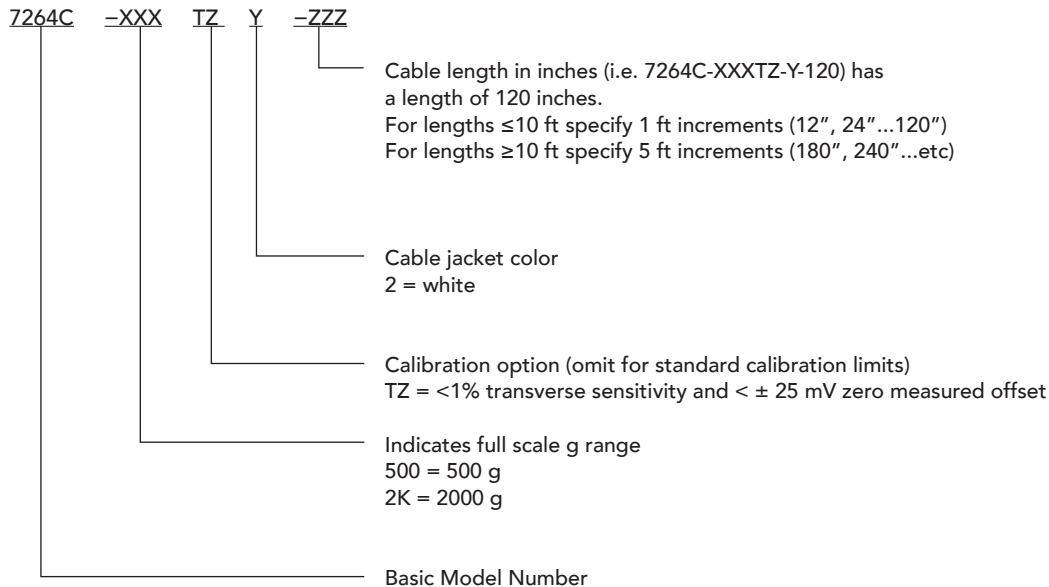 7264C –XXX TZ Y –ZZZ
Cable length in inches (i.e. 7264C-XXXTZ-Y-120) has
a length of 120 inches.
For lengths ≤10 ft specify 1 ft increments (12”, 24”...120”)
For lengths ≥10 ft specify 5 ft increments (180”, 240”...etc)
Cable jacket color
2 = white
Calibration option (omit for standard calibration limits)
TZ = <1% transverse sensitivity and < ± 25 mV zero measured offset
Indicates full scale g range
500 = 500 g
2K = 2000 g
Basic Model Number